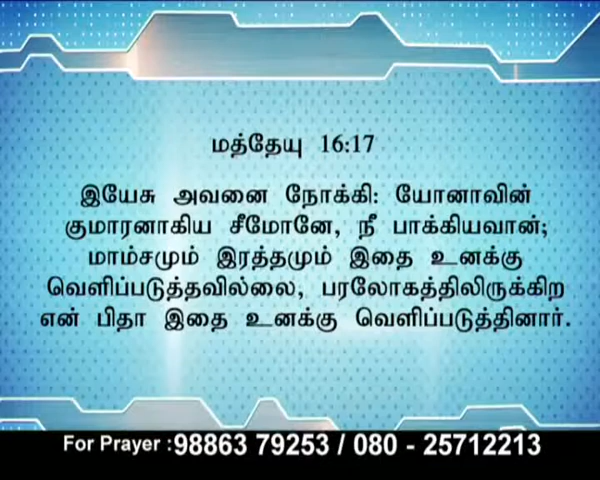 மத்தேயு 16:17
இயேசு அவனை நோக்கி: யோனாவின்
குமாரனாகிய சீமோனே, நீ பாக்கியவான்;
மாம்சமும் இரத்தமும் இதை உனக்கு
வெளிப்படுத்தவில்லை, பரலோகத்திலிருக்கிற
என் பிதா இதை உனக்கு வெளிப்படுத்தினார்.
For Prayer :98863 79253 / 080 - 25712213